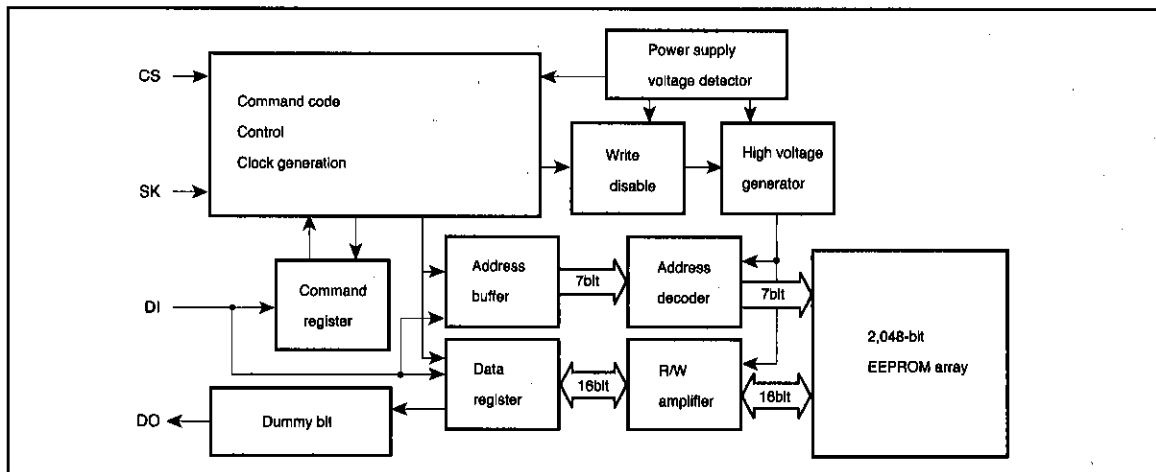 CS
SK
DI
DO
Command code
Control
Clock generation
Power supply
voltage detector
Write
disable
High voltage
generator
Command
register
Address
buffer
7bit
Address
decoder
7bit
2,048-bit
EEPROM array
Data
register
16bit
R/W
amplifier
16bit
Dummy bit